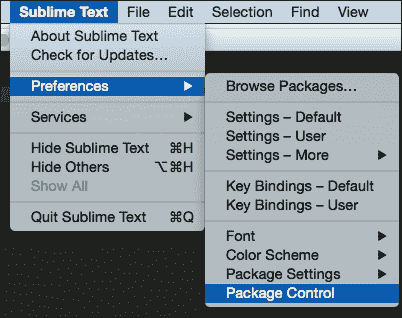 Sublime Text File Edit Selection Find View
About Sublime Text
Check for Updates...
Preferences ▶
Services ▶
Hide Sublime Text ⌘H
Hide Others ⌥⌘H
Show All
Quit Sublime Text ⌘Q
Browse Packages...
Settings – Default
Settings – User
Settings – More ▶
Key Bindings – Default
Key Bindings – User
Font ▶
Color Scheme ▶
Package Settings ▶
Package Control